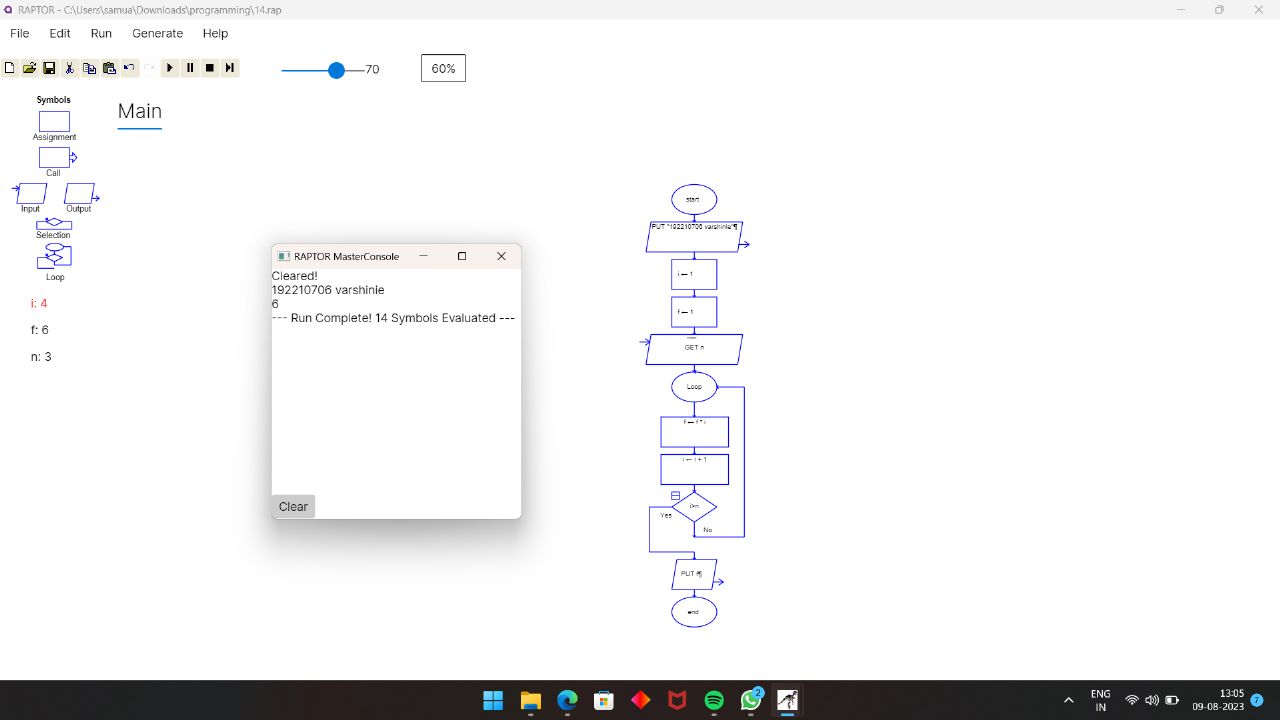 RAPTOR - C:\Users\samua\Downloads\programming\14.rap
File Edit Run Generate Help
70
60%
Symbols
Assignment
Call
Input Output
Selection
Loop
i: 4
f: 6
n: 3
Main
RAPTOR MasterConsole
Cleared!
192210706 varshinie
6
--- Run Complete! 14 Symbols Evaluated ---
Clear
start
PUT "192210706 varshinie"¶
i ← 1
f ← 1
GET n
Loop
f ← f * i
i ← i + 1
i>n
Yes
No
PUT f¶
end
2
ENG
IN
13:05
09-08-2023
7